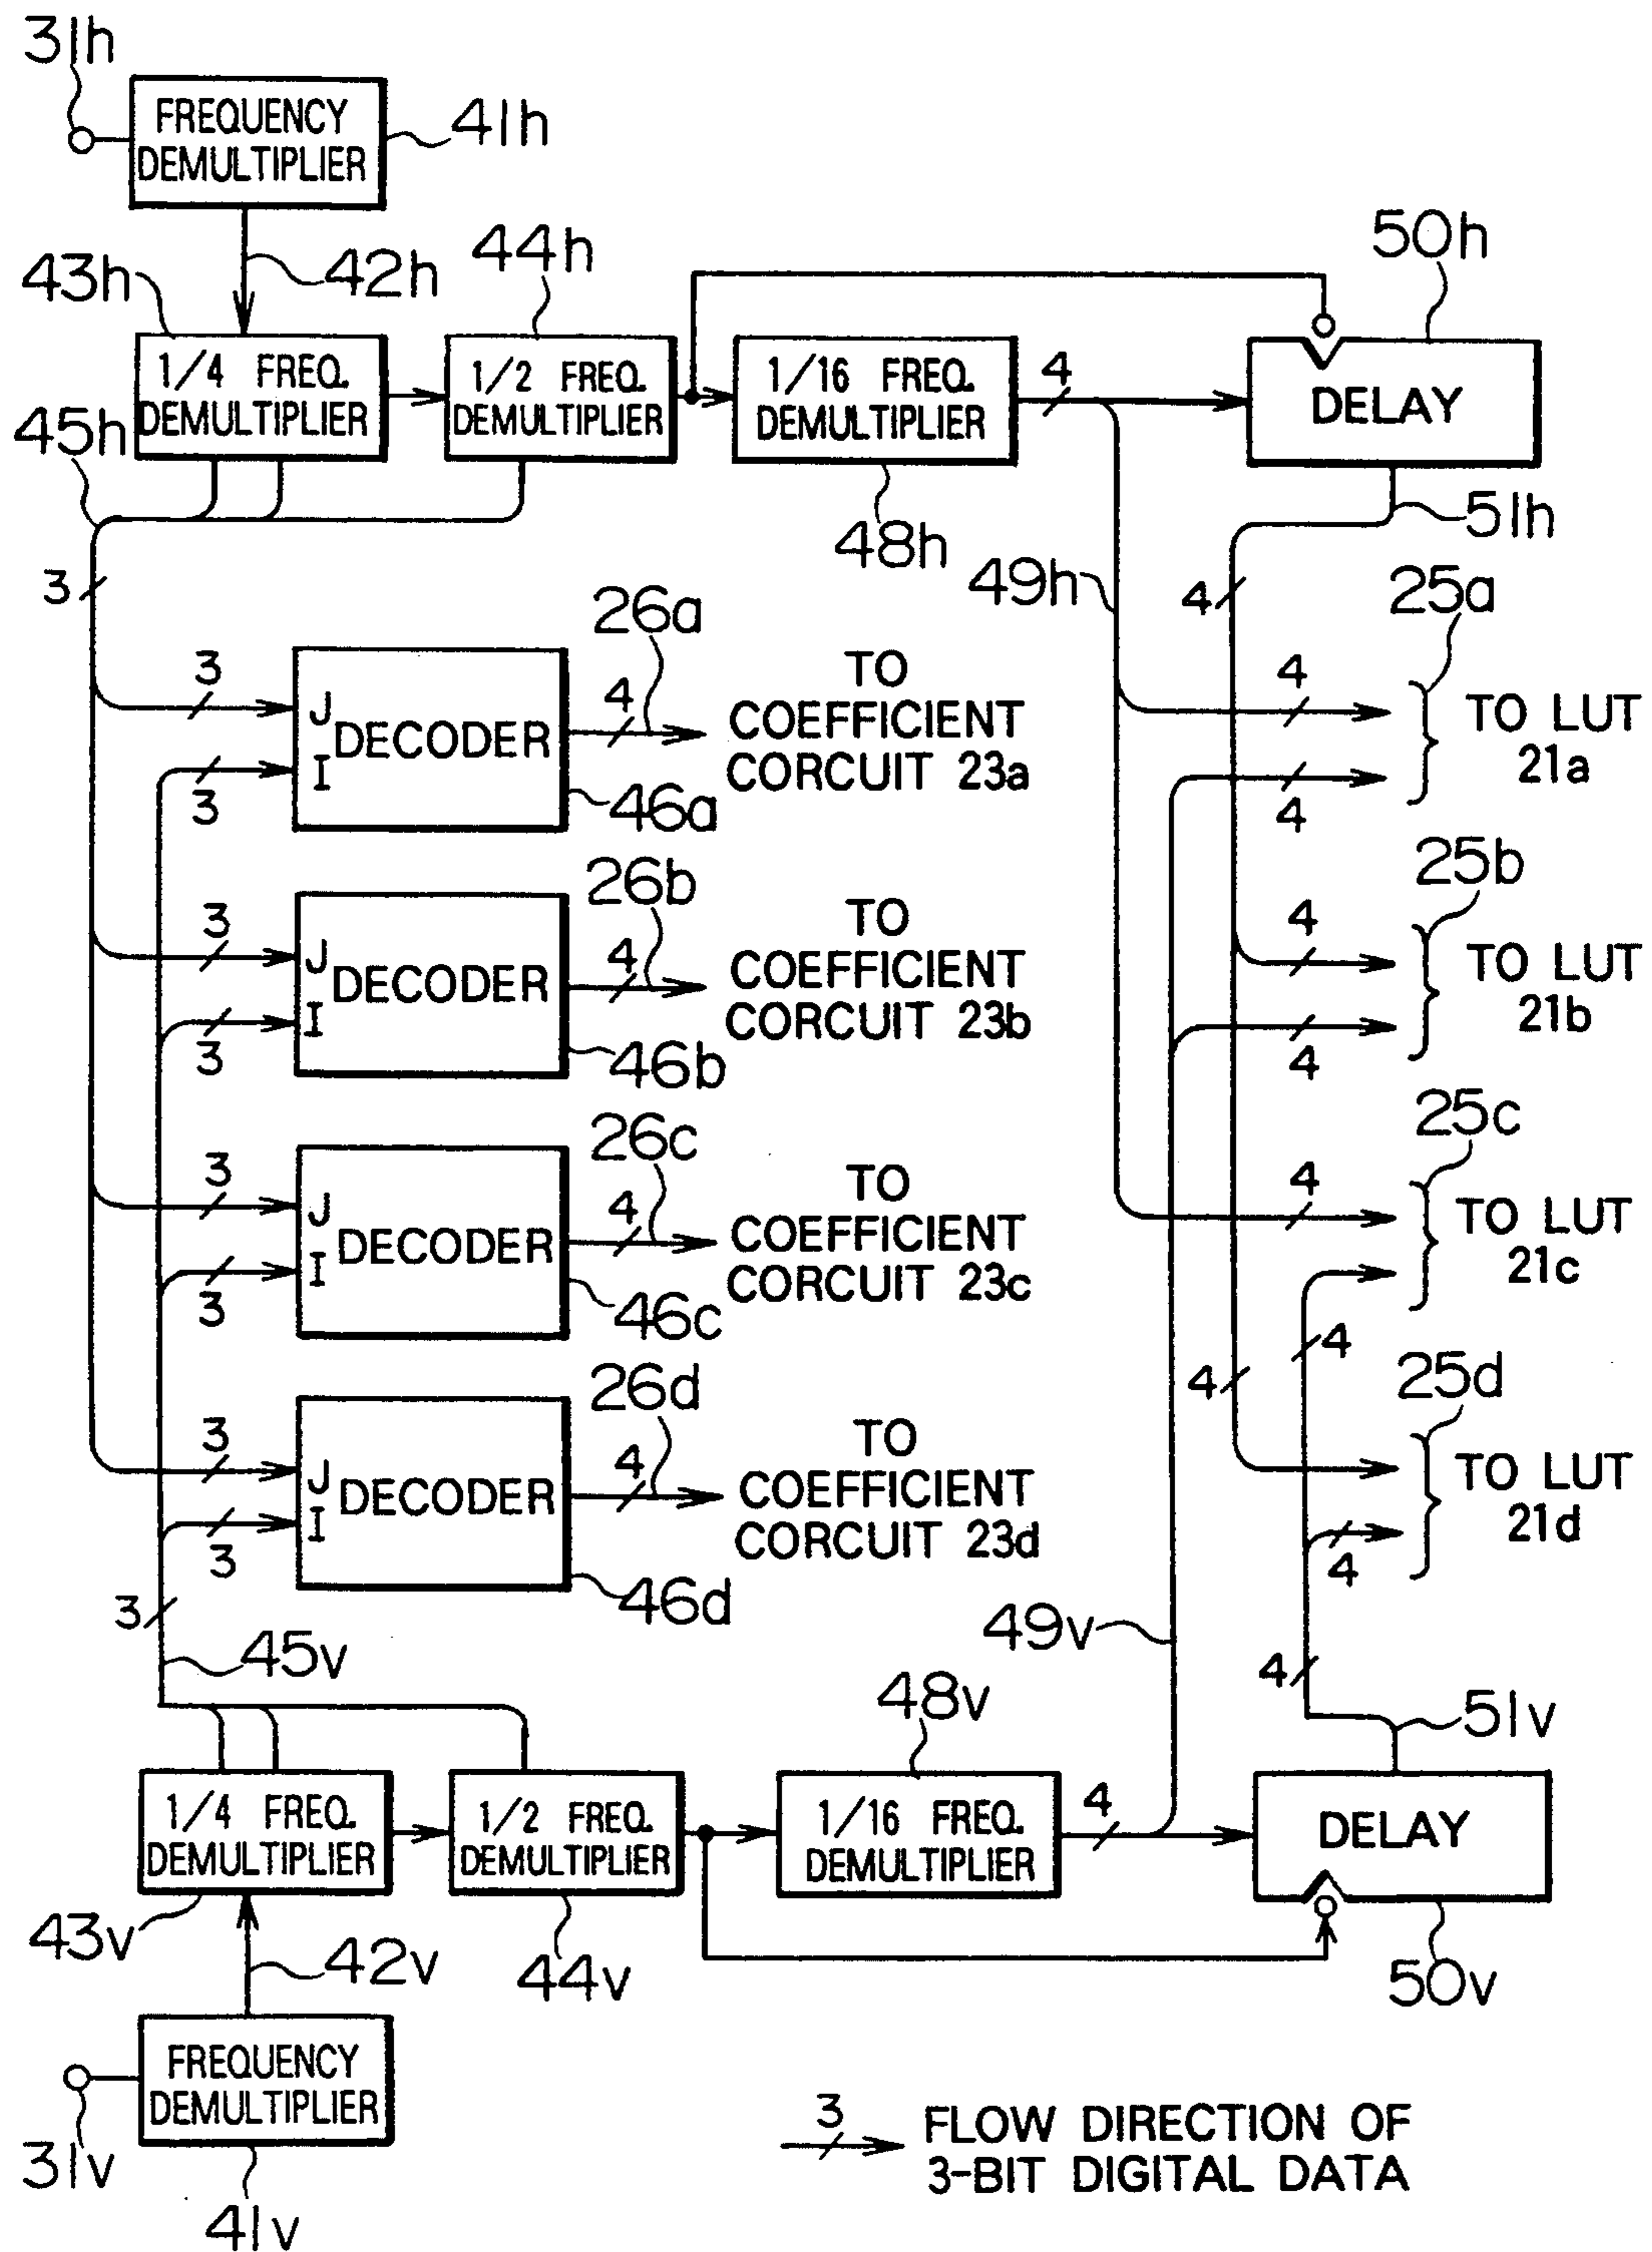 31h
FREQUENCY
DEMULTIPLIER
41h
42h
43h
44h
50h
1/4 FREQ.
DEMULTIPLIER
1/2 FREQ.
DEMULTIPLIER
1/16 FREQ.
DEMULTIPLIER
4
DELAY
45h
48h
51h
49h
3
4
25a
26a
3
J
I
DECODER
3
46a
4
TO
COEFFICIENT
CORCUIT 23a
4
4
TO LUT
21a
26b
25b
3
J
I
DECODER
3
46b
4
TO
COEFFICIENT
CORCUIT 23b
4
4
TO LUT
21b
26c
25c
3
J
I
DECODER
3
46c
4
TO
COEFFICIENT
CORCUIT 23c
4
4
TO LUT
21c
26d
25d
3
J
I
DECODER
3
46d
4
TO
COEFFICIENT
CORCUIT 23d
4
4
TO LUT
21d
3
45v
49v
4
48v
51v
1/4 FREQ.
DEMULTIPLIER
1/2 FREQ.
DEMULTIPLIER
1/16 FREQ.
DEMULTIPLIER
4
DELAY
43v
42v
44v
50v
FREQUENCY
DEMULTIPLIER
31v
41v
3
FLOW DIRECTION OF
3-BIT DIGITAL DATA